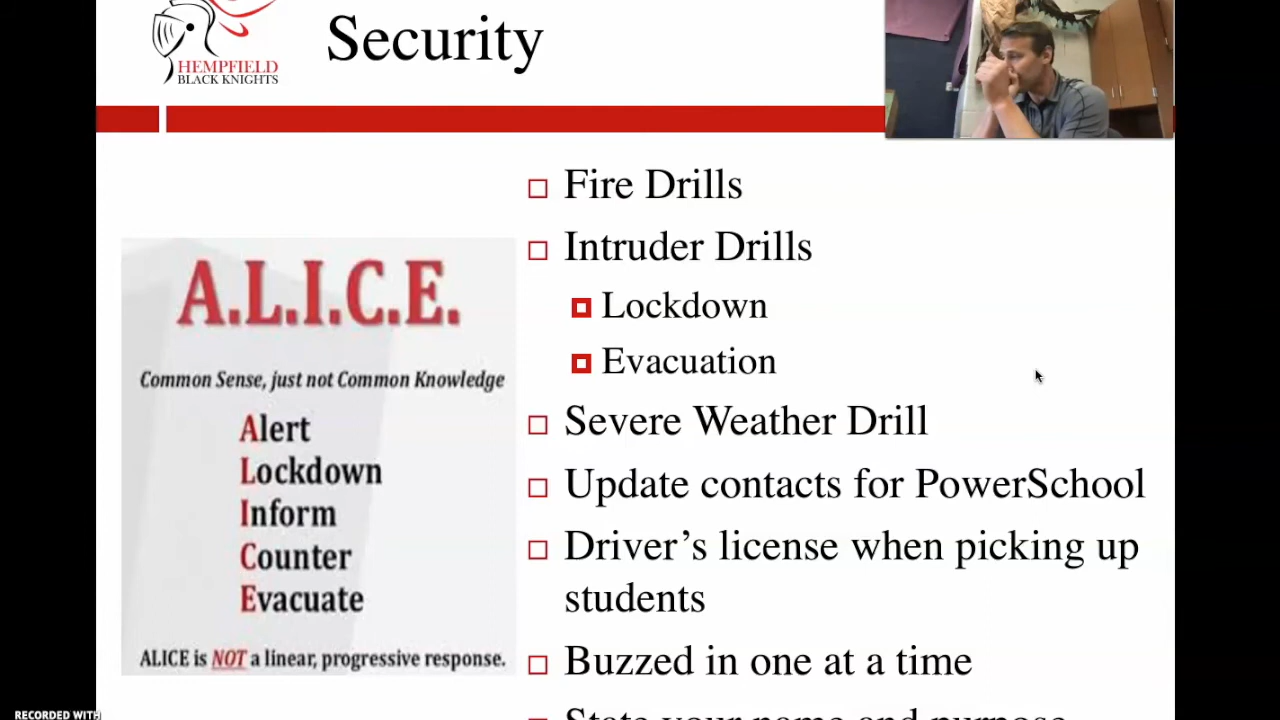 Security
HEMPFIELD
BLACK KNIGHTS
A.L.I.C.E.
Common Sense, just not Common Knowledge
Alert
Lockdown
Inform
Counter
Evacuate
ALICE is NOT a linear, progressive response.
Fire Drills
Intruder Drills
Lockdown
Evacuation
Severe Weather Drill
Update contacts for PowerSchool
Driver’s license when picking up
students
Buzzed in one at a time
State your name and purpose
RECORDED WITH